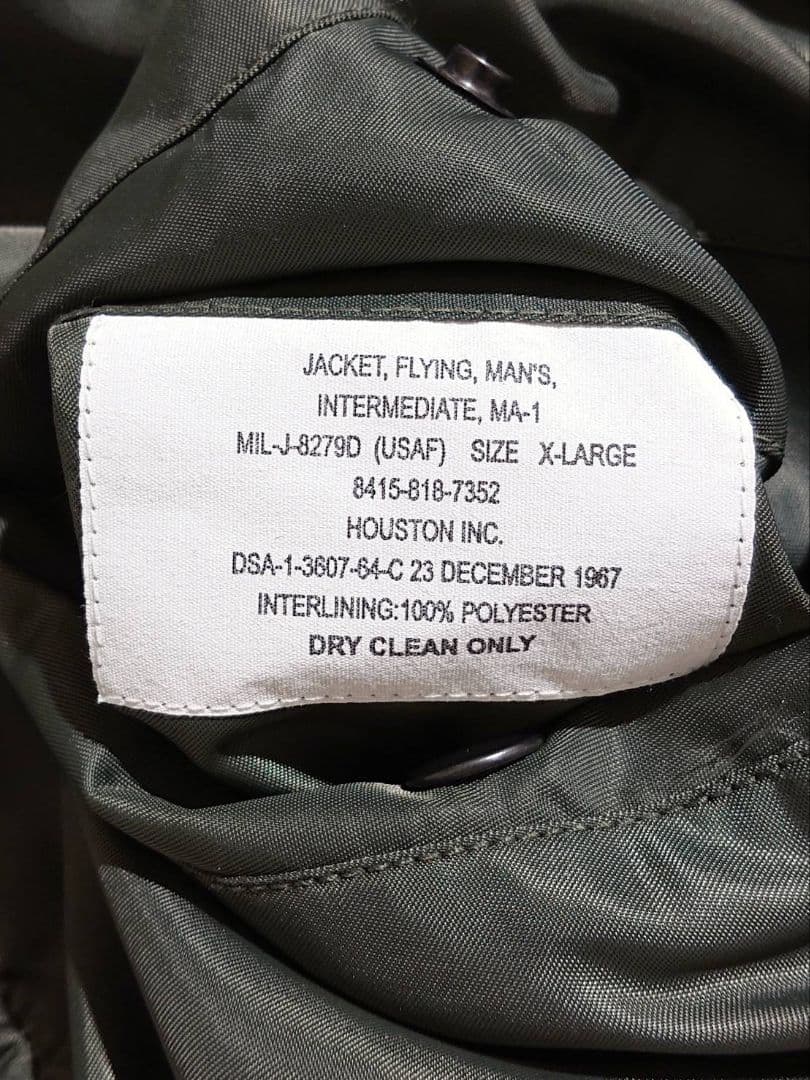 JACKET, FLYING, MAN'S,
INTERMEDIATE, MA-1
MIL-J-8279D (USAF) SIZE X-LARGE
8415-818-7352
HOUSTON INC.
DSA-1-3607-64-C 23 DECEMBER 1967
INTERLINING:100% POLYESTER
DRY CLEAN ONLY